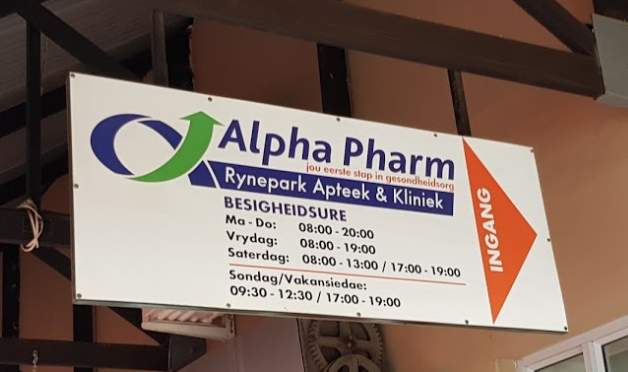 Alpha Pharm
jou eerste stap in gesondheidsorg
Rynepark Apteek & Kliniek
BESIGHEIDSURE
Ma - Do: 08:00 - 20:00
Vrydag: 08:00 - 19:00
Saterdag: 08:00 - 13:00 / 17:00 - 19:00
Sondag/Vakansiedae:
09:30 - 12:30 / 17:00 - 19:00
INGANG